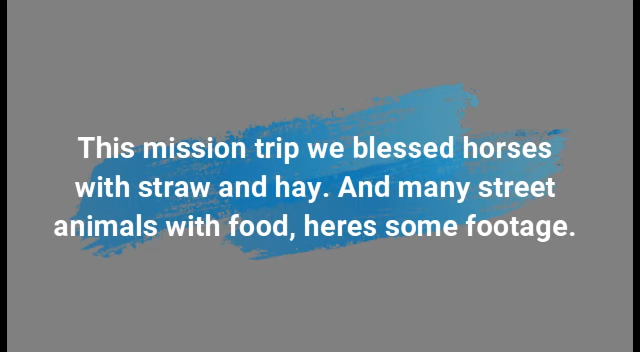 This mission trip we blessed horses
with straw and hay. And many street
animals with food, heres some footage.